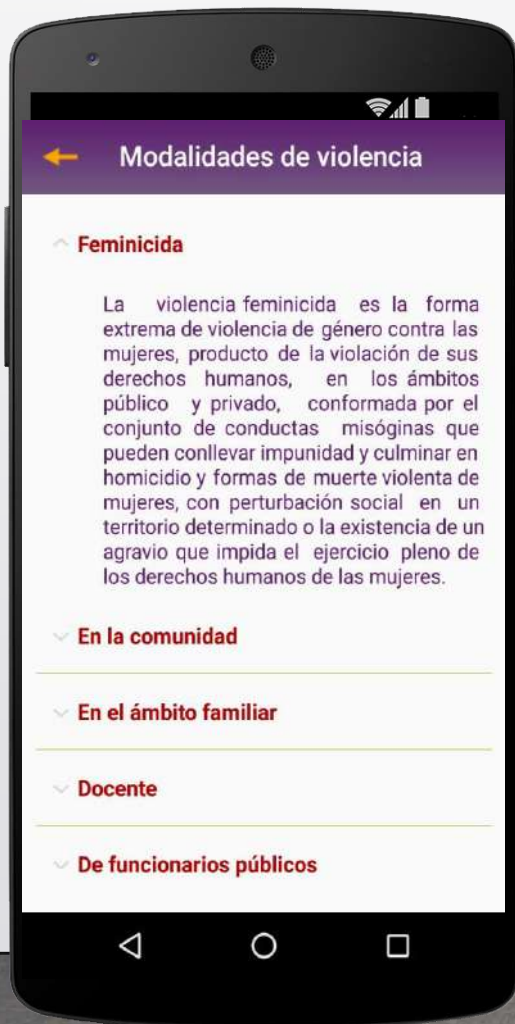 Modalidades de violencia
Feminicida
La violencia feminicida es la forma
extrema de violencia de género contra las
mujeres, producto de la violación de sus
derechos humanos, en los ámbitos
público y privado, conformada por el
conjunto de conductas misóginas que
pueden conllevar impunidad y culminar en
homicidio y formas de muerte violenta de
mujeres, con perturbación social en un
territorio determinado o la existencia de un
agravio que impida el ejercicio pleno de
los derechos humanos de las mujeres.
En la comunidad
En el ámbito familiar
Docente
De funcionarios públicos